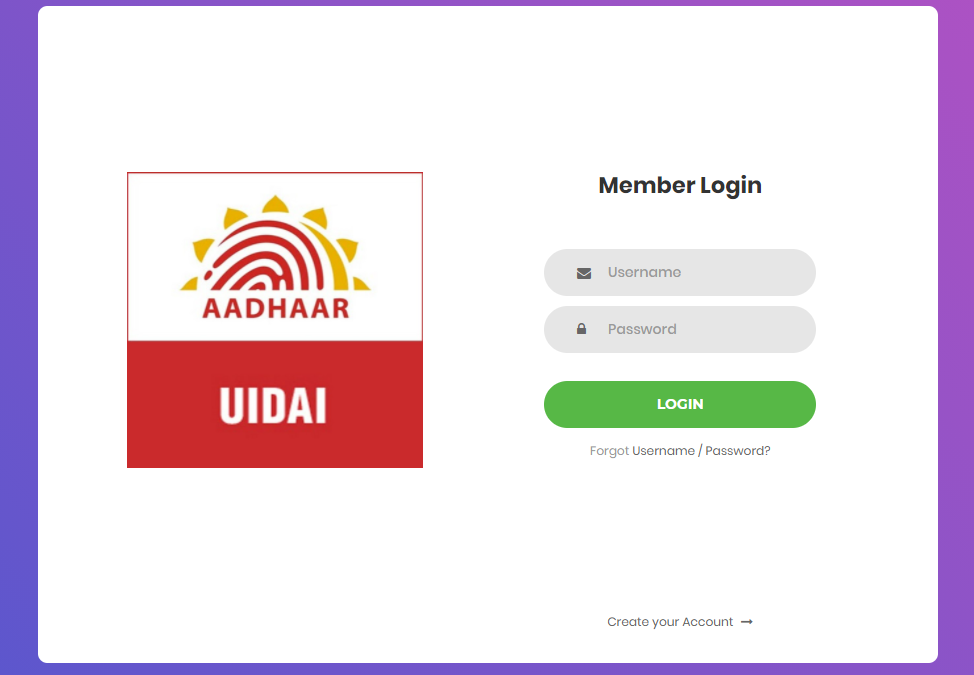 AADHAAR
UIDAI
Member Login
Username
Password
LOGIN
Forgot Username / Password?
Create your Account →